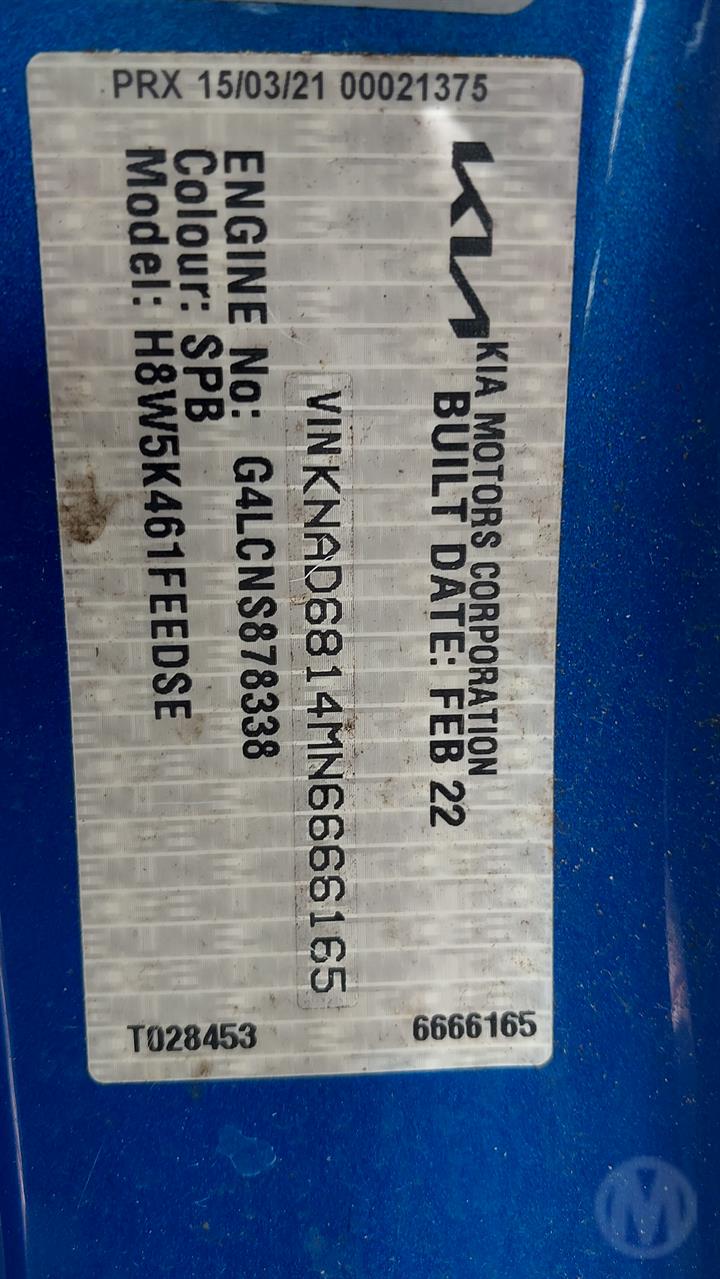 PRX 15/03/21 00021375
KIA
KIA MOTORS CORPORATION
BUILT DATE: FEB 22
VIN KNAD6814MN6666165
ENGINE No: G4LCNS878338
Colour: SPB
Model: H8W5K461FEEDSE
T028453
6666165
M